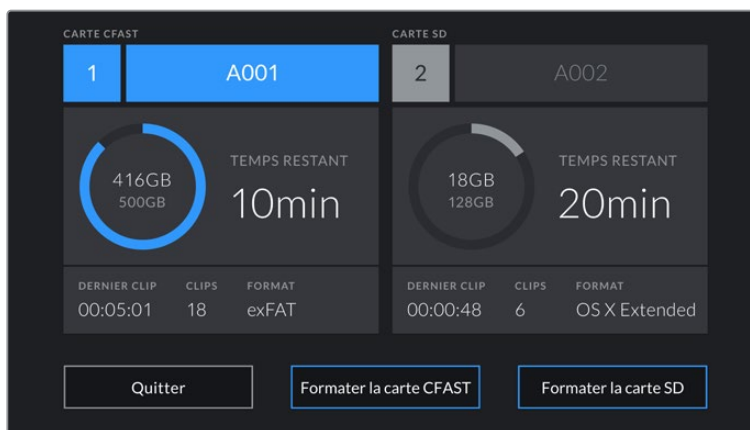 CARTE CFAST
1
A001
416GB
500GB
TEMPS RESTANT
10min
DERNIER CLIP
CLIPS
FORMAT
00:05:01
18
exFAT
CARTE SD
2
A002
18GB
128GB
TEMPS RESTANT
20min
DERNIER CLIP
CLIPS
FORMAT
00:00:48
6
OS X Extended
Quitter
Formater la carte CFAST
Formater la carte SD